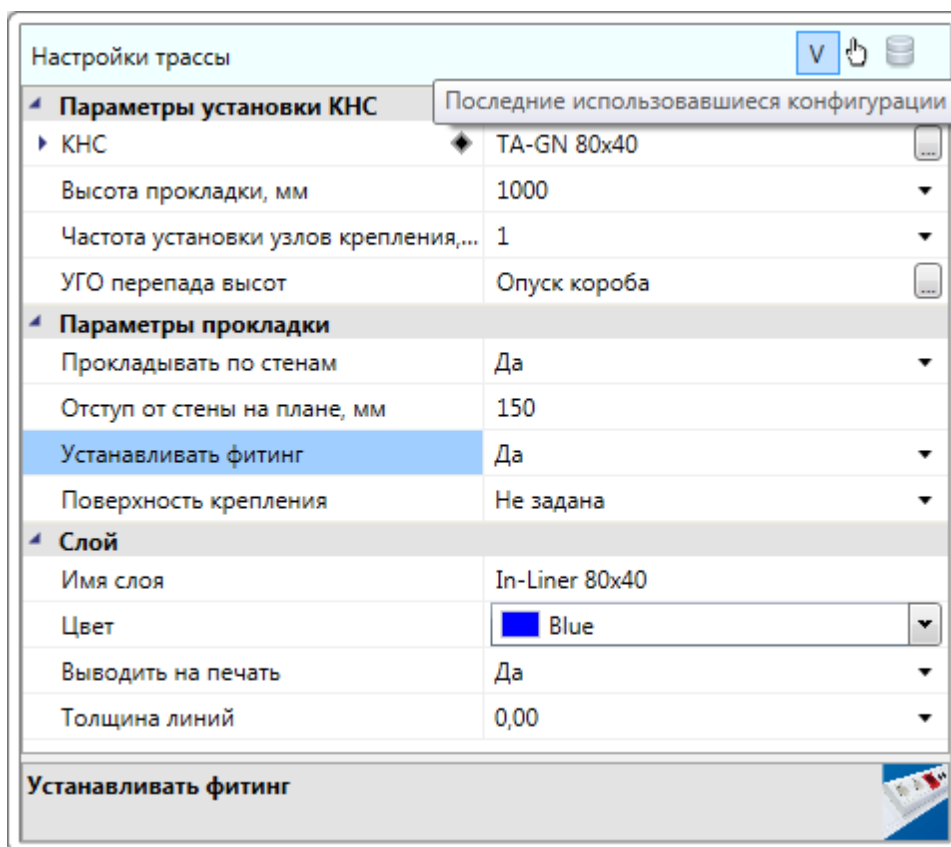 Настройки трассы V
Последние использовавшиеся конфигурации
Параметры установки КНС
КНС TA-GN 80x40 ...
Высота прокладки, мм 1000
Частота установки узлов крепления,... 1
УГО перепада высот Опуск короба ...
Параметры прокладки
Прокладывать по стенам Да
Отступ от стены на плане, мм 150
Устанавливать фитинг Да
Поверхность крепления Не задана
Слой
Имя слоя In-Liner 80x40
Цвет Blue
Выводить на печать Да
Толщина линий 0,00
Устанавливать фитинг